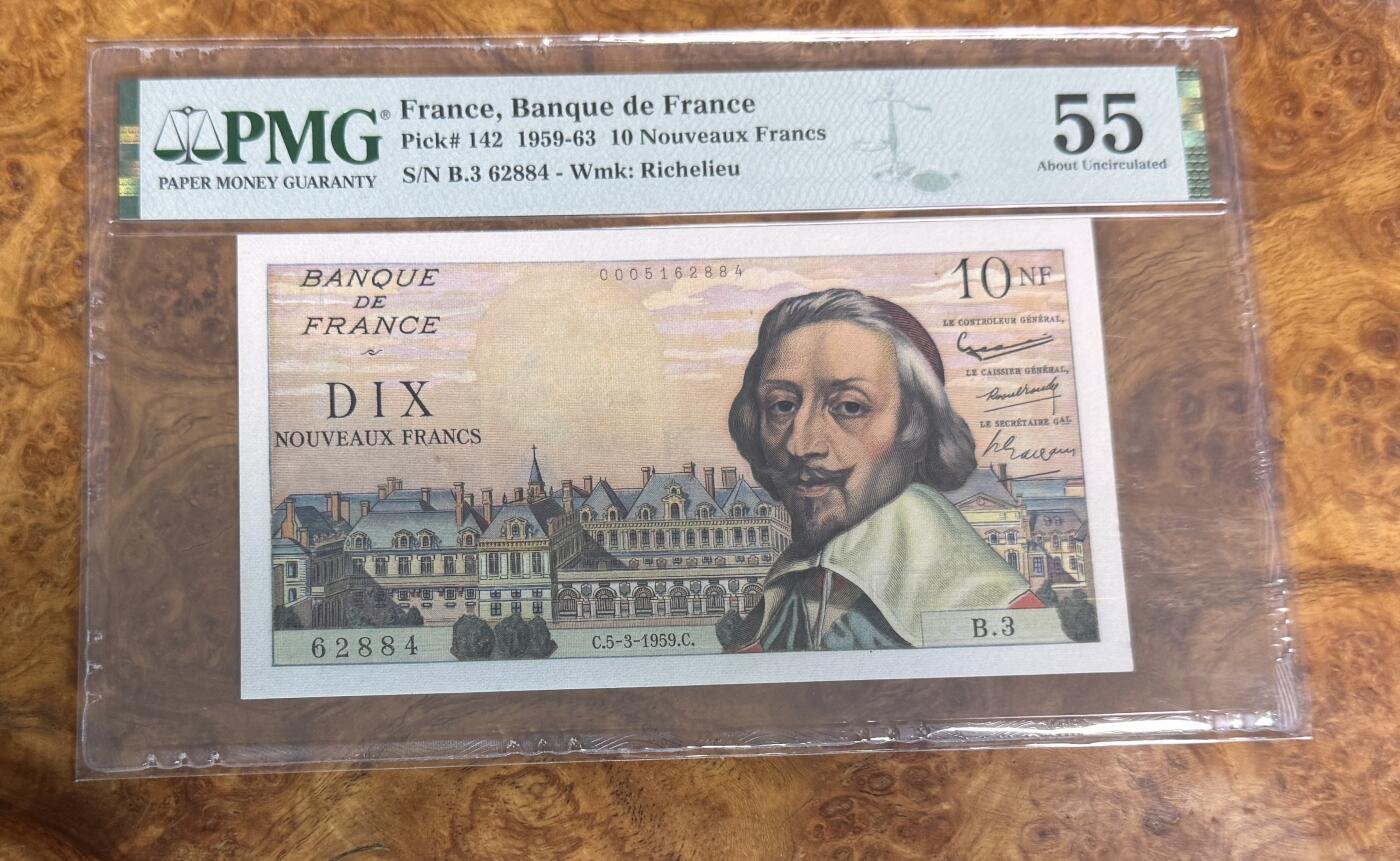 PMG®
PAPER MONEY GUARANTY
France, Banque de France
Pick# 142 1959-63 10 Nouveaux Francs
S/N B.3 62884 - Wmk: Richelieu
55
About Uncirculated
BANQUE
DE
FRANCE
0005162884
10 NF
LE CONTROLEUR GÉNÉRAL,
LE CAISSIER GÉNÉRAL,
LE SECRÉTAIRE GAL
DIX
NOUVEAUX FRANCS
62884
C.5-3-1959.C.
B.3